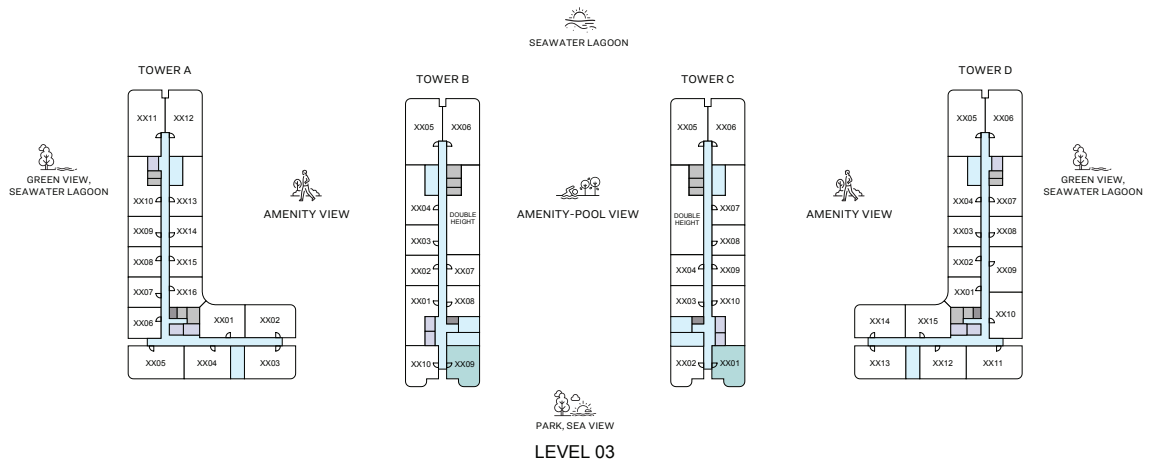 SEAWATER LAGOON
TOWER A
TOWER B
TOWER C
TOWER D
GREEN VIEW,
SEAWATER LAGOON
AMENITY VIEW
AMENITY-POOL VIEW
AMENITY VIEW
GREEN VIEW,
SEAWATER LAGOON
XX11 XX12
XX10 XX13
XX09 XX14
XX08 XX15
XX07 XX16
XX06 XX01 XX02
XX05 XX04 XX03
XX05 XX06
XX04 DOUBLE
HEIGHT
XX03
XX02 XX07
XX01 XX08
XX10 XX09
XX05 XX06
XX07
DOUBLE
HEIGHT
XX08
XX04 XX09
XX03 XX10
XX02 XX01
XX05 XX06
XX04 XX07
XX03 XX08
XX02 XX09
XX01
XX14 XX15 XX10
XX13 XX12 XX11
PARK, SEA VIEW
LEVEL 03